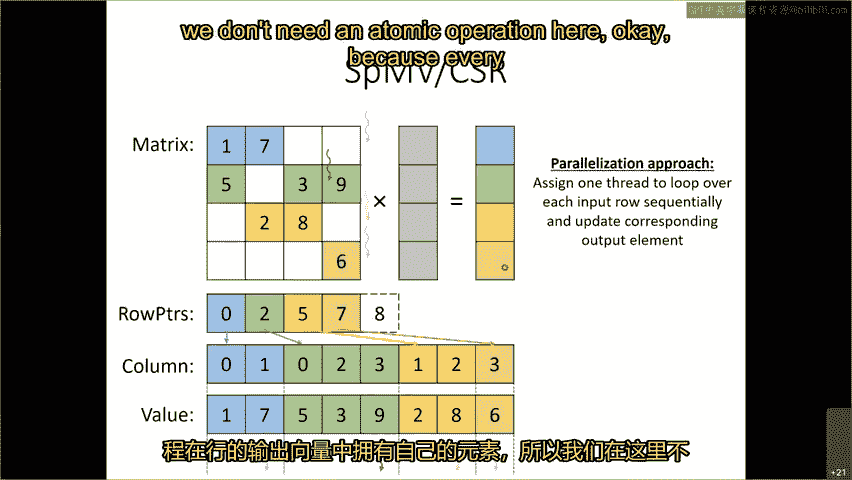 we don't need an atomic operation here, okay,
because every
SpMV/CSR
Matrix:
1 7
5 3 9
2 8
6
×
=
Parallelization approach:
Assign one thread to loop over
each input row sequentially
and update corresponding
output element
RowPtrs: 0 2 5 7 8
Column: 0 1 0 2 3 1 2 3
Value: 1 7 5 3 9 2 8 6
程在行的输出向量中拥有自己的元素，所以我们在这里不
+21